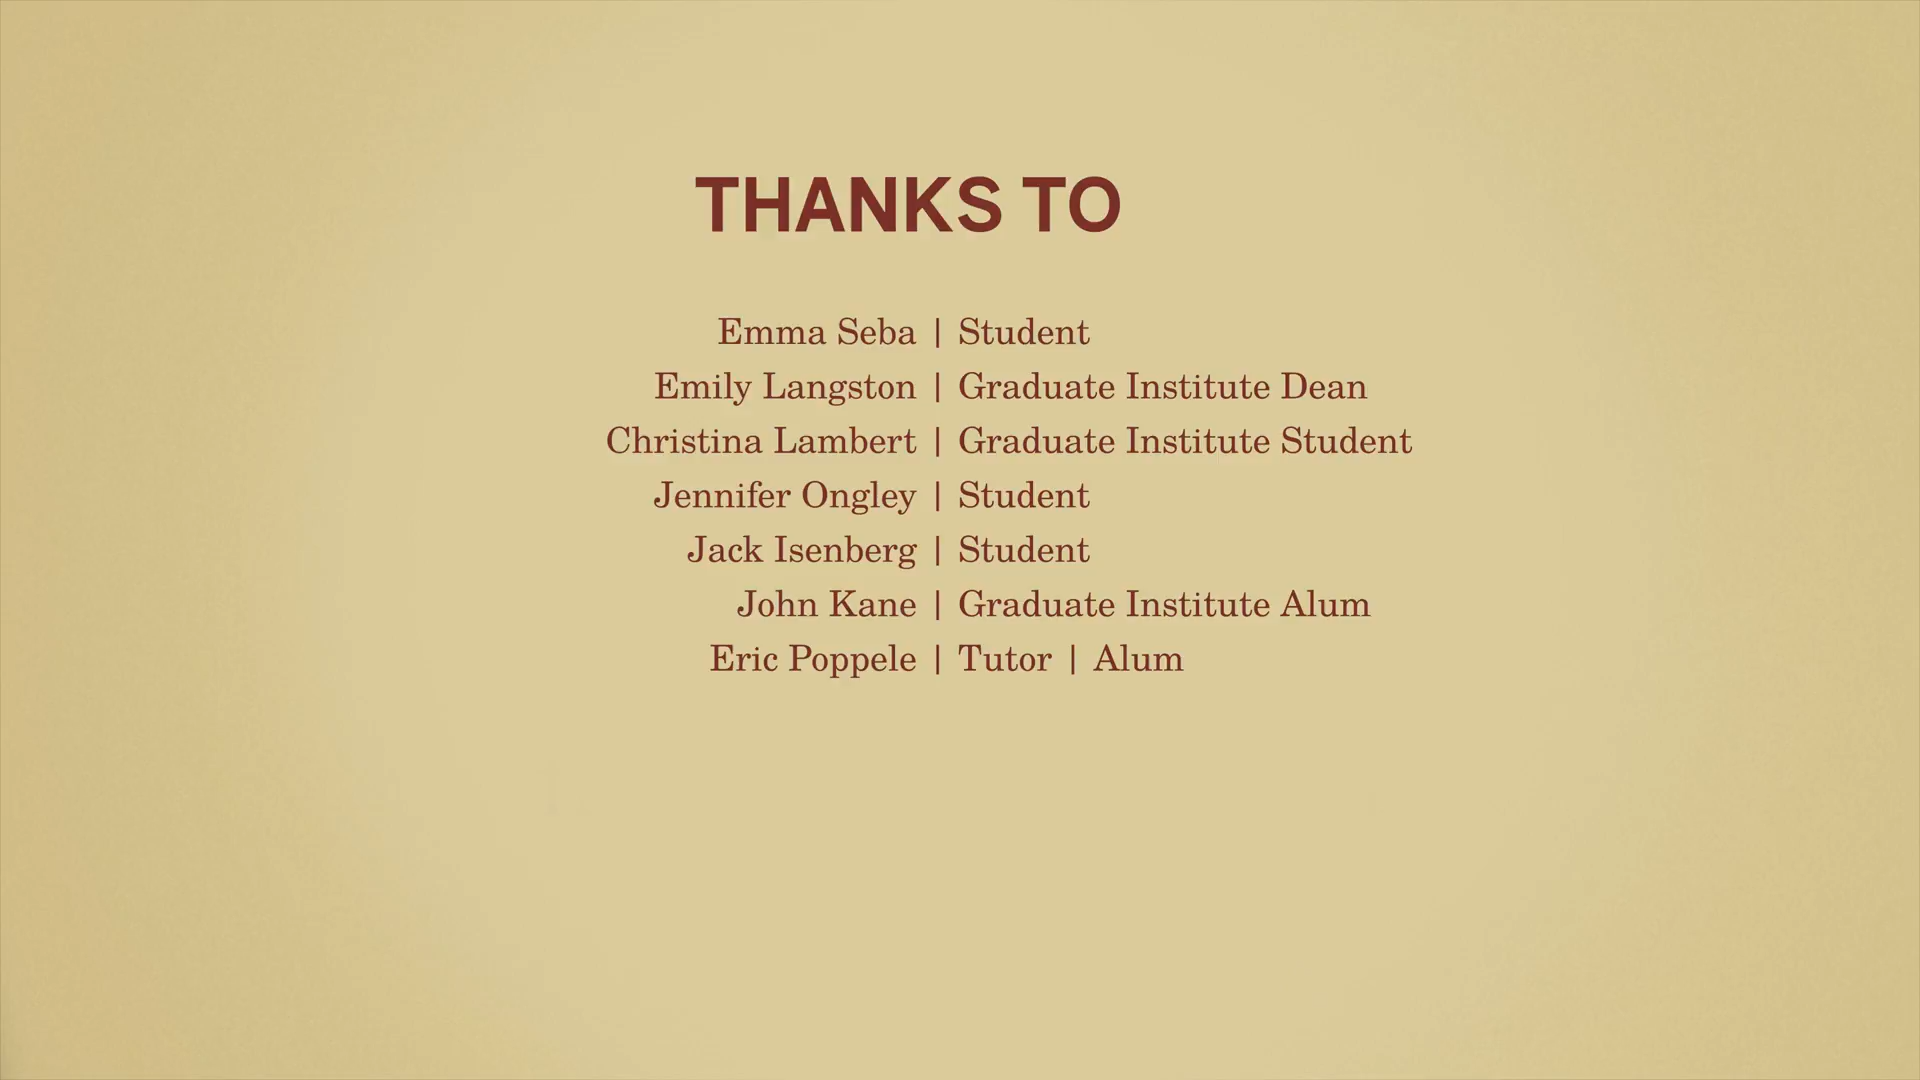 THANKS TO
Emma Seba | Student
Emily Langston | Graduate Institute Dean
Christina Lambert | Graduate Institute Student
Jennifer Ongley | Student
Jack Isenberg | Student
John Kane | Graduate Institute Alum
Eric Poppele | Tutor | Alum